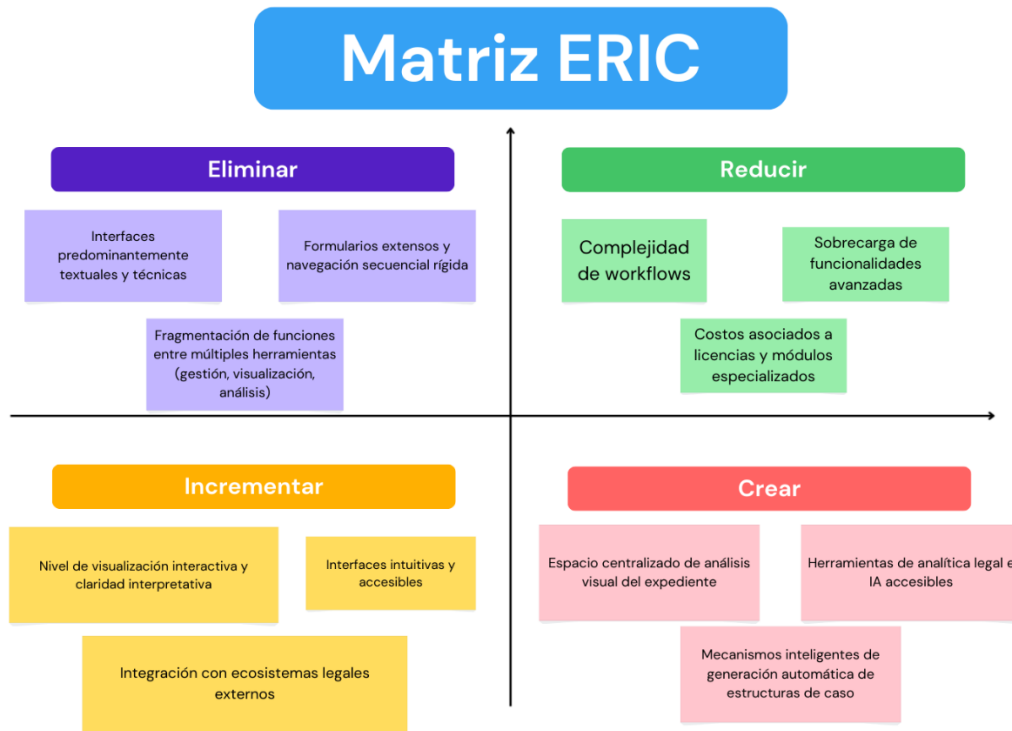 Matriz ERIC
Eliminar
Interfaces
predominantemente
textuales y técnicas
Formularios extensos y
navegación secuencial rígida
Fragmentación de funciones
entre múltiples herramientas
(gestión, visualización,
análisis)
Reducir
Complejidad
de workflows
Sobrecarga de
funcionalidades
avanzadas
Costos asociados a
licencias y módulos
especializados
Incrementar
Nivel de visualización interactiva y
claridad interpretativa
Interfaces intuitivas y
accesibles
Integración con ecosistemas legales
externos
Crear
Espacio centralizado de análisis
visual del expediente
Herramientas de analítica legal e
IA accesibles
Mecanismos inteligentes de
generación automática de
estructuras de caso